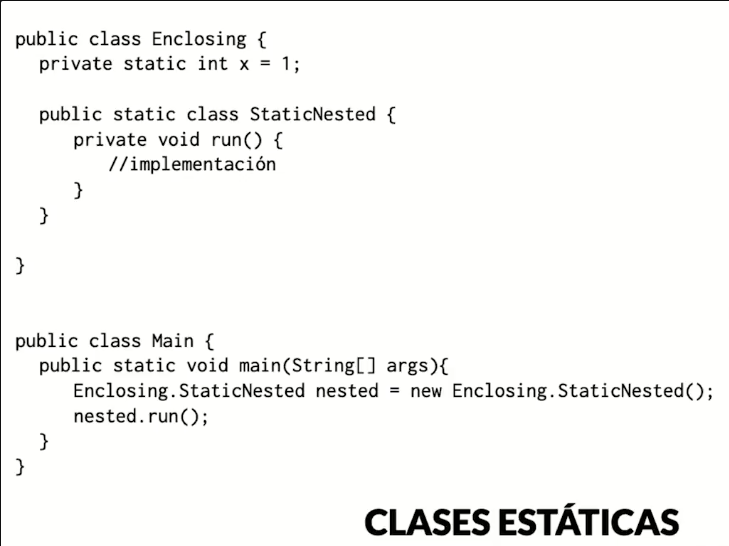 public class Enclosing {
private static int x = 1;
public static class StaticNested {
private void run() {
//implementación
}
}
}
public class Main {
public static void main(String[] args){
Enclosing.StaticNested nested = new Enclosing.StaticNested();
nested.run();
}
}
CLASES ESTÁTICAS